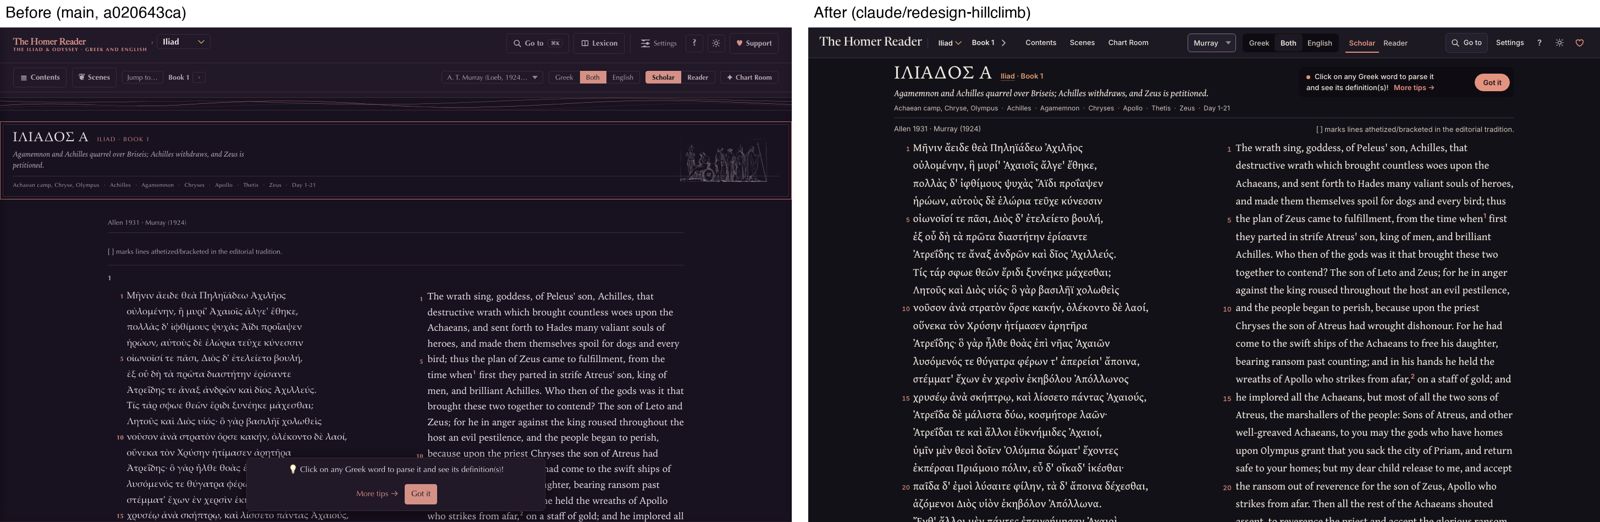 Before (main, a020643ca)
The Homer Reader
THE ILIAD & ODYSSEY · GREEK AND ENGLISH
Iliad
Go to ⌘K
Lexicon
Settings
?
Support
Contents
Scenes
Jump to...
Book 1
A. T. Murray (Loeb, 1924...
Greek
Both
English
Scholar
Reader
Chart Room
ΙΛΙΑΔΟΣ Α ILIAD · BOOK 1
Agamemnon and Achilles quarrel over Briseis; Achilles withdraws, and Zeus is
petitioned.
Achaean camp, Chryse, Olympus · Achilles · Agamemnon · Chryses · Apollo · Thetis · Zeus · Day 1-21
Allen 1931 · Murray (1924)
[ ] marks lines athetized/bracketed in the editorial tradition.
1
1 Μῆνιν ἄειδε θεὰ Πηληϊάδεω Ἀχιλῆος
οὐλομένην, ἣ μυρί' Ἀχαιοῖς ἄλγε' ἔθηκε,
πολλὰς δ' ἰφθίμους ψυχὰς Ἄϊδι προΐαψεν
ἡρώων, αὐτοὺς δὲ ἑλώρια τεῦχε κύνεσσιν
5 οἰωνοῖσί τε πᾶσι, Διὸς δ' ἐτελείετο βουλή,
ἐξ οὗ δὴ τὰ πρῶτα διαστήτην ἐρίσαντε
Ἀτρεΐδης τε ἄναξ ἀνδρῶν καὶ δῖος Ἀχιλλεύς.
Τίς τάρ σφωε θεῶν ἔριδι ξυνέηκε μάχεσθαι;
Λητοῦς καὶ Διὸς υἱός· ὃ γὰρ βασιλῆϊ χολωθεὶς
10 νοῦσον ἀνὰ στρατὸν ὄρσε κακήν, ὀλέκοντο δὲ λαοί,
οὕνεκα τὸν Χρύσην ἠτίμασεν ἀρητῆρα
Ἀτρεΐδης· ὃ γὰρ ἦλθε θοὰς
λυσόμενός τε θύγατρα
στέμματ' ἔχων ἐν χερσὶν
15 χρυσέῳ ἀνὰ σκήπτρῳ, καὶ λίσσετο πάντας Ἀχαιούς,
1 The wrath sing, goddess, of Peleus' son, Achilles, that
destructive wrath which brought countless woes upon the
Achaeans, and sent forth to Hades many valiant souls of
heroes, and made them themselves spoil for dogs and every
5 bird; thus the plan of Zeus came to fulfillment, from the
time when¹ first they parted in strife Atreus' son, king of
men, and brilliant Achilles. Who then of the gods was it that
brought these two together to contend? The son of Leto and
Zeus; for he in anger against the king roused throughout the
host an evil pestilence, and the people began to perish,
10 because upon the priest Chryses the son of Atreus had
had come to the swift ships of
bearing ransom past
he held the wreaths of Apollo
who strikes from afar,² on a staff of gold; and he implored all
💡 Click on any Greek word to parse it and see its definition(s)!
More tips →
Got it
After (claude/redesign-hillclimb)
The Homer Reader
Iliad
Book 1
Contents
Scenes
Chart Room
Murray
Greek
Both
English
Scholar
Reader
Go to
Settings
?
ΙΛΙΑΔΟΣ Α Iliad · Book 1
Agamemnon and Achilles quarrel over Briseis; Achilles withdraws, and Zeus is petitioned.
Achaean camp, Chryse, Olympus · Achilles · Agamemnon · Chryses · Apollo · Thetis · Zeus · Day 1-21
Click on any Greek word to parse it
and see its definition(s)! More tips →
Got it
Allen 1931 · Murray (1924)
[ ] marks lines athetized/bracketed in the editorial tradition.
1 Μῆνιν ἄειδε θεὰ Πηληϊάδεω Ἀχιλῆος
οὐλομένην, ἣ μυρί' Ἀχαιοῖς ἄλγε' ἔθηκε,
πολλὰς δ' ἰφθίμους ψυχὰς Ἄϊδι προΐαψεν
ἡρώων, αὐτοὺς δὲ ἑλώρια τεῦχε κύνεσσιν
5 οἰωνοῖσί τε πᾶσι, Διὸς δ' ἐτελείετο βουλή,
ἐξ οὗ δὴ τὰ πρῶτα διαστήτην ἐρίσαντε
Ἀτρεΐδης τε ἄναξ ἀνδρῶν καὶ δῖος Ἀχιλλεύς.
Τίς τάρ σφωε θεῶν ἔριδι ξυνέηκε μάχεσθαι;
Λητοῦς καὶ Διὸς υἱός· ὃ γὰρ βασιλῆϊ χολωθεὶς
10 νοῦσον ἀνὰ στρατὸν ὄρσε κακήν, ὀλέκοντο δὲ λαοί,
οὕνεκα τὸν Χρύσην ἠτίμασεν ἀρητῆρα
Ἀτρεΐδης· ὃ γὰρ ἦλθε θοὰς ἐπὶ νῆας Ἀχαιῶν
λυσόμενός τε θύγατρα φέρων τ' ἀπερείσι' ἄποινα,
στέμματ' ἔχων ἐν χερσὶν ἑκηβόλου Ἀπόλλωνος
15 χρυσέῳ ἀνὰ σκήπτρῳ, καὶ λίσσετο πάντας Ἀχαιούς,
Ἀτρεΐδα δὲ μάλιστα δύω, κοσμήτορε λαῶν·
Ἀτρεΐδαι τε καὶ ἄλλοι ἐϋκνήμιδες Ἀχαιοί,
ὑμῖν μὲν θεοὶ δοῖεν Ὀλύμπια δώματ' ἔχοντες
ἐκπέρσαι Πριάμοιο πόλιν, εὖ δ' οἴκαδ' ἱκέσθαι·
20 παῖδα δ' ἐμοὶ λύσαιτε φίλην, τὰ δ' ἄποινα δέχεσθαι,
ἁζόμενοι Διὸς υἱὸν ἑκηβόλον Ἀπόλλωνα.
Ἔνθ' ἄλλοι μὲν πάντες ἐπευφήμησαν Ἀχαιοὶ
1 The wrath sing, goddess, of Peleus' son, Achilles, that
destructive wrath which brought countless woes upon the
Achaeans, and sent forth to Hades many valiant souls of heroes,
and made them themselves spoil for dogs and every bird; thus
5 the plan of Zeus came to fulfillment, from the time when¹ first
they parted in strife Atreus' son, king of men, and brilliant
Achilles. Who then of the gods was it that brought these two
together to contend? The son of Leto and Zeus; for he in anger
against the king roused throughout the host an evil pestilence,
10 and the people began to perish, because upon the priest
Chryses the son of Atreus had wrought dishonour. For he had
come to the swift ships of the Achaeans to free his daughter,
bearing ransom past counting; and in his hands he held the
wreaths of Apollo who strikes from afar,² on a staff of gold; and
15 he implored all the Achaeans, but most of all the two sons of
Atreus, the marshallers of the people: Sons of Atreus, and other
well-greaved Achaeans, to you may the gods who have homes
upon Olympus grant that you sack the city of Priam, and return
safe to your homes; but my dear child release to me, and accept
20 the ransom out of reverence for the son of Zeus, Apollo who
strikes from afar. Then all the rest of the Achaeans shouted